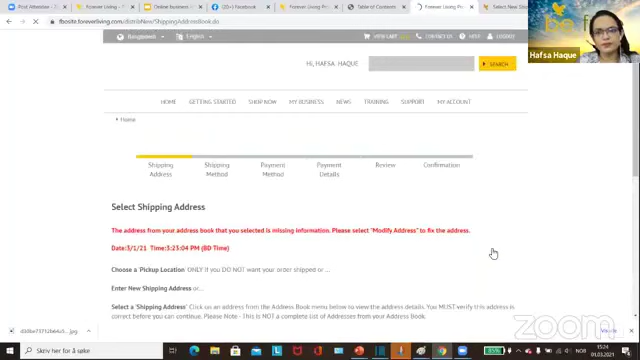 Post Attendee -
Forever Living -
Online business
(20+) Facebook
Forever Living Pro
Table of Contents
Forever Living Pro
Select New Ship
fbosite.foreverliving.com/distribNew/ShippingAddressBook.do
Bangladesh
English
VIEW CART
CONTACT US
HELP
LOGOUT
Hafsa Haque
HI, HAFSA HAQUE
SEARCH
HOME
GETTING STARTED
SHOP NOW
MY BUSINESS
NEWS
TRAINING
SUPPORT
MY ACCOUNT
Home
Shipping Address
Shipping Method
Payment Method
Payment Details
Review
Confirmation
Select Shipping Address
The address from your address book that you selected is missing information. Please select "Modify Address" to fix the address.
Date:3/1/21 Time:3:23:04 PM (BD Time)
Choose a Pickup Location ONLY if you DO NOT want your order shipped or...
Enter New Shipping Address or...
Select a 'Shipping Address' Click on an address from the Address Book menu below to view the address details. You MUST verify this address is
correct before you can continue. Please Note - This is NOT a complete List of Addresses from your Address Book.
zoom
Skriv her for å søke
85%
NOR
15:24
01.03.2021